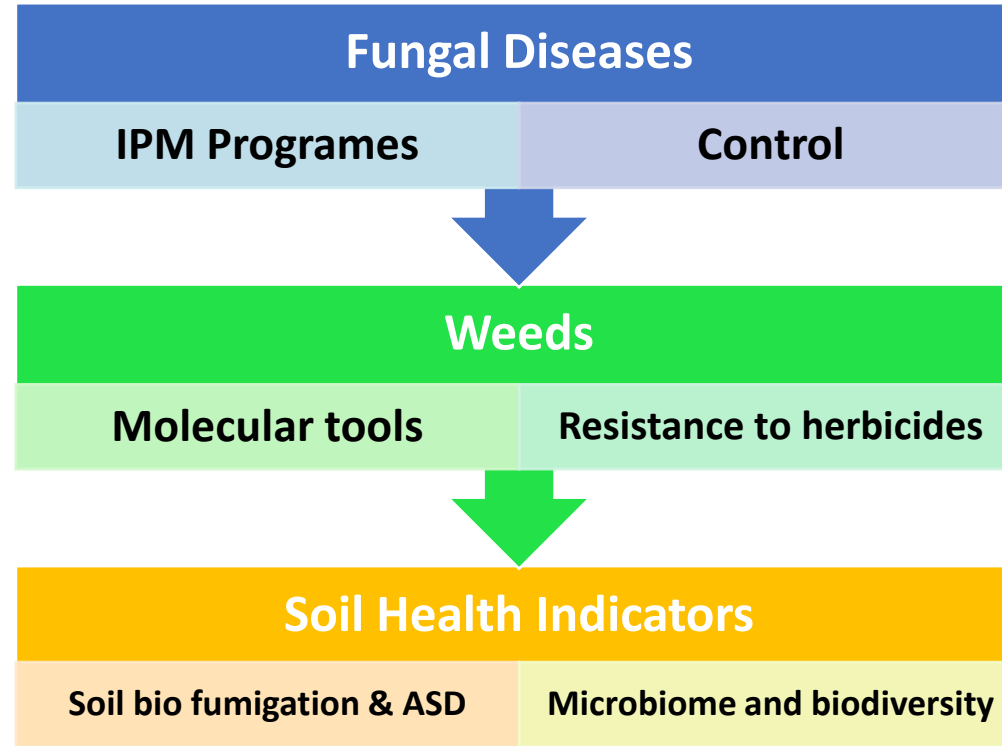 Fungal Diseases
IPM Programes
Control
Weeds
Molecular tools
Resistance to herbicides
Soil Health Indicators
Soil bio fumigation & ASD
Microbiome and biodiversity